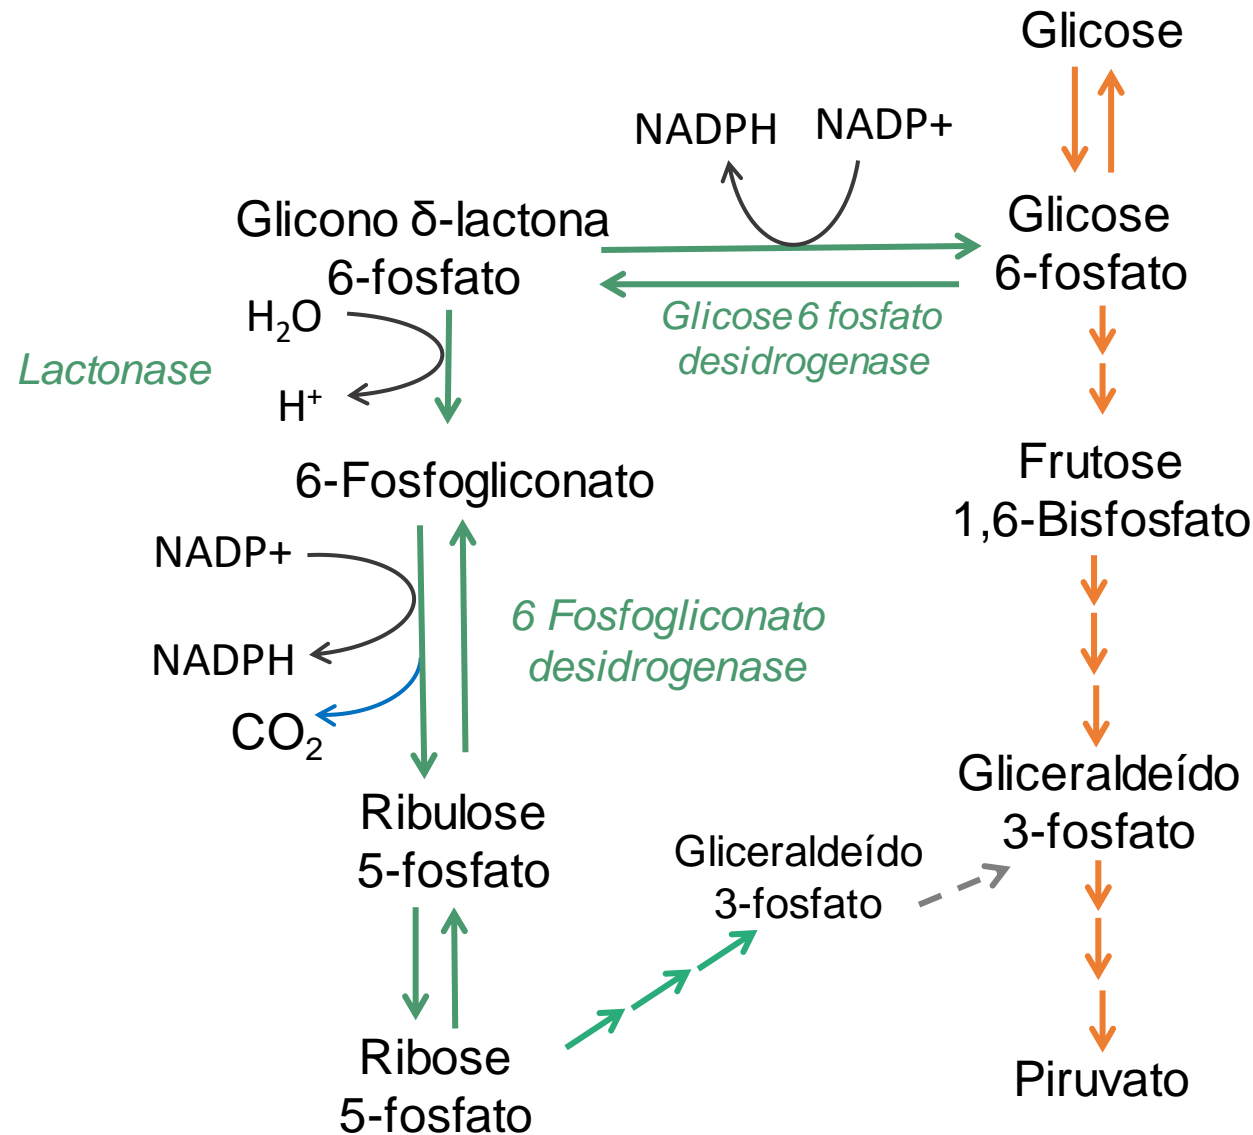 Glicose
NADPH
NADP+
Glicono δ-lactona
6-fosfato
Glicose
6-fosfato
Glicose 6 fosfato
desidrogenase
H₂O
Lactonase
H⁺
6-Fosfogliconato
Frutose
1,6-Bisfosfato
NADP+
NADPH
CO₂
6 Fosfogliconato
desidrogenase
Ribulose
5-fosfato
Gliceraldeído
3-fosfato
Gliceraldeído
3-fosfato
Ribose
5-fosfato
Piruvato